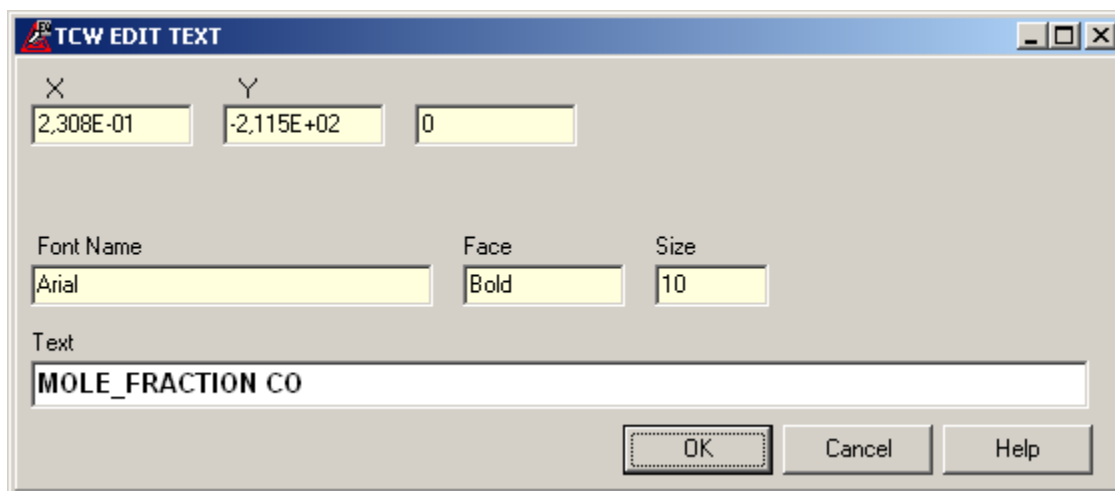 TCW EDIT TEXT
X Y
2,308E-01 -2,115E+02 0
Font Name Face Size
Arial Bold 10
Text
MOLE_FRACTION CO
OK Cancel Help